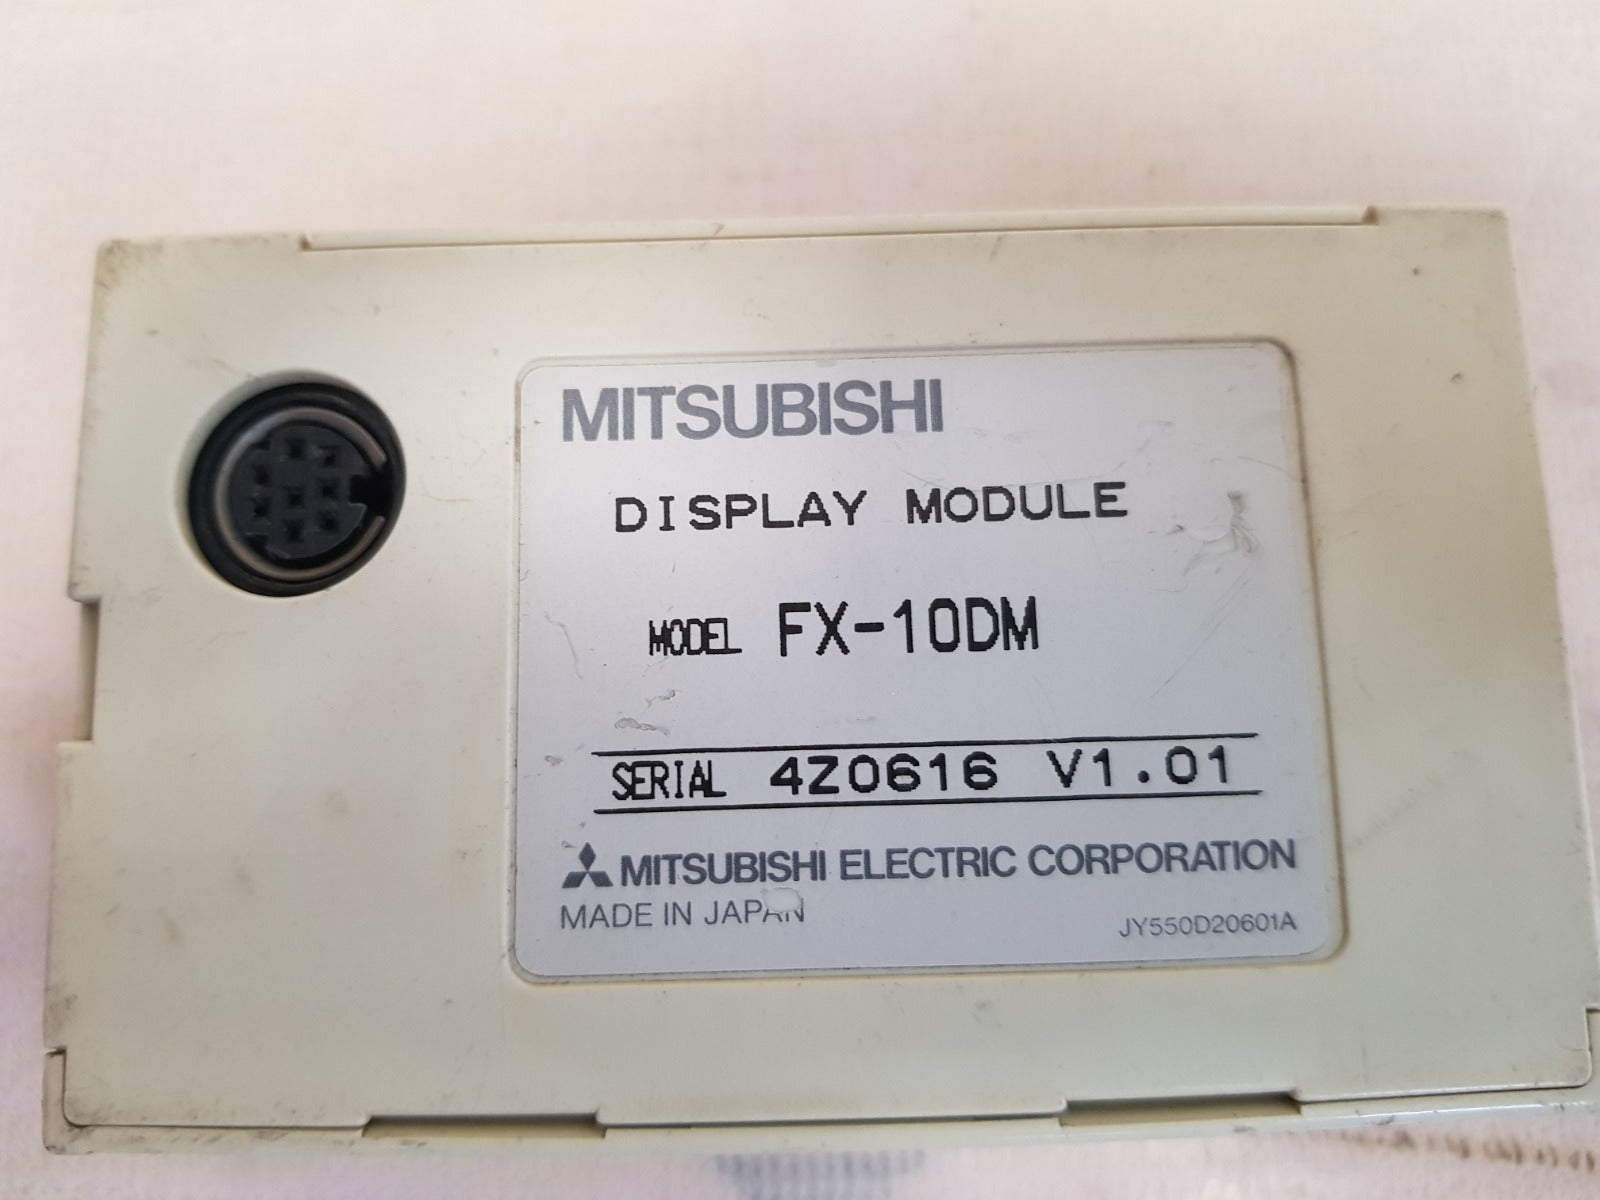 MITSUBISHI
DISPLAY MODULE
MODEL FX-10DM
SERIAL 4Z0616 V1.01
MITSUBISHI ELECTRIC CORPORATION
MADE IN JAPAN
JY550D20601A